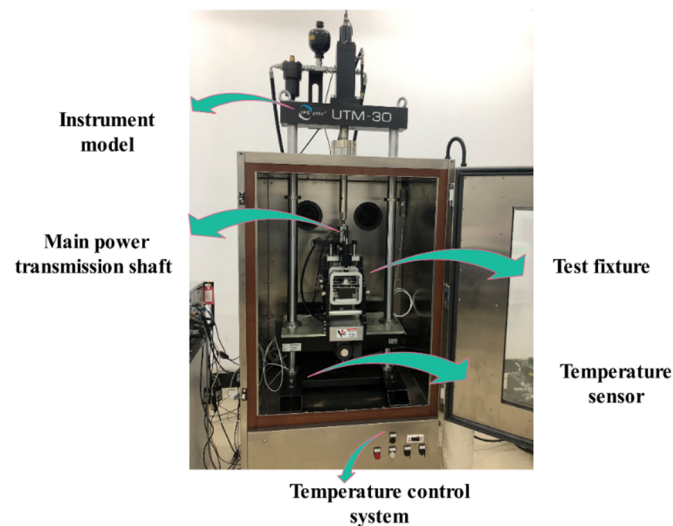 UTM-30
Instrument
model
Main power
transmission shaft
Test fixture
Temperature
sensor
Temperature control
system